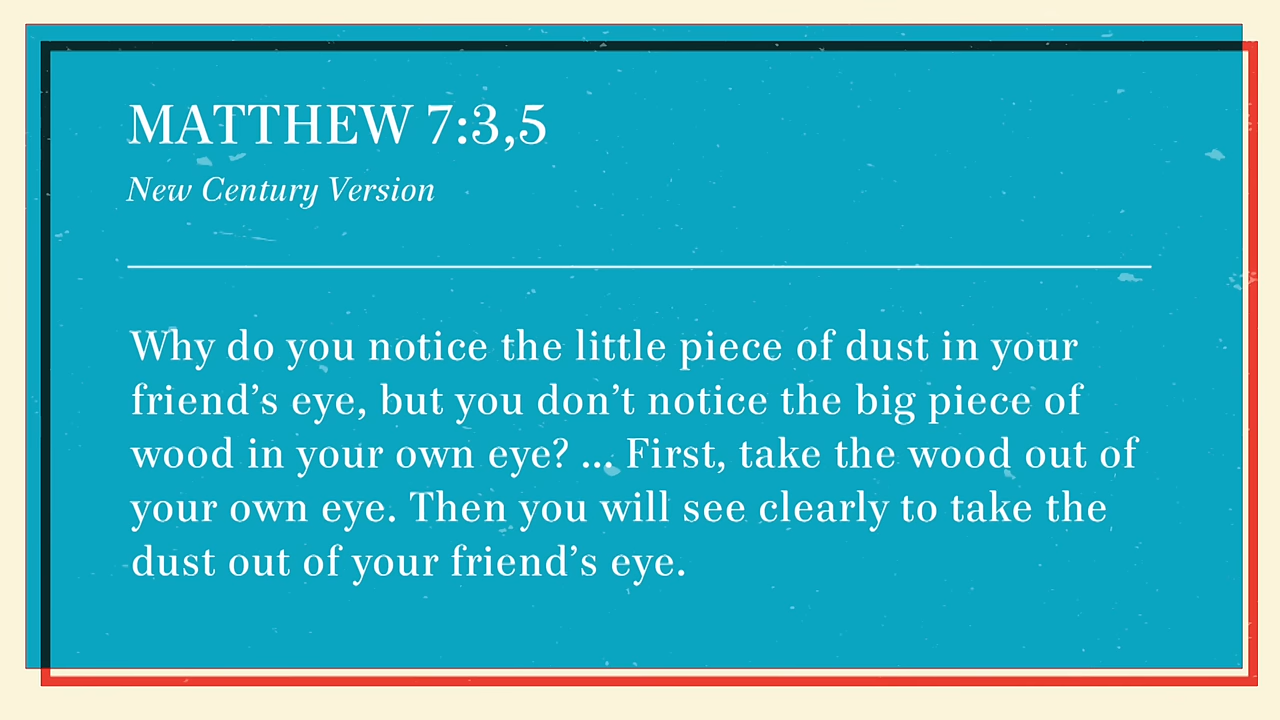 MATTHEW 7:3,5
New Century Version
Why do you notice the little piece of dust in your
friend’s eye, but you don’t notice the big piece of
wood in your own eye? ... First, take the wood out of
your own eye. Then you will see clearly to take the
dust out of your friend’s eye.